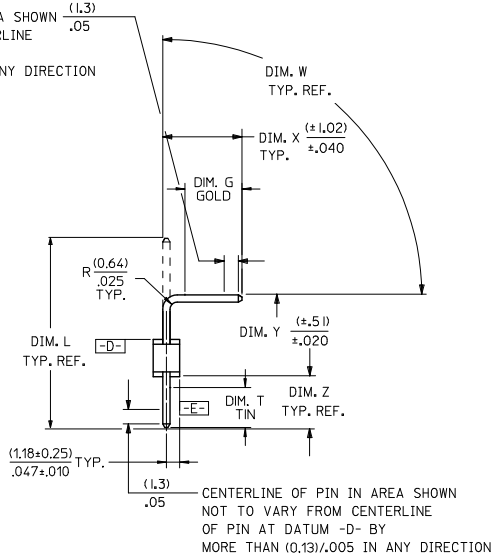 A SHOWN (1.3)
.05
RLINE
NY DIRECTION
DIM. W
TYP. REF.
DIM. X (±1.02)
±.040
TYP.
DIM. G
GOLD
R (0.64)
.025
TYP.
DIM. Y (±.51)
±.020
DIM. L
TYP. REF.
-D-
DIM. Z
TYP. REF.
DIM. T
TIN
-E-
(1.18±0.25)
.047±.010 TYP.
(1.3)
.05
CENTERLINE OF PIN IN AREA SHOWN
NOT TO VARY FROM CENTERLINE
OF PIN AT DATUM -D- BY
MORE THAN (0.13)/.005 IN ANY DIRECTION